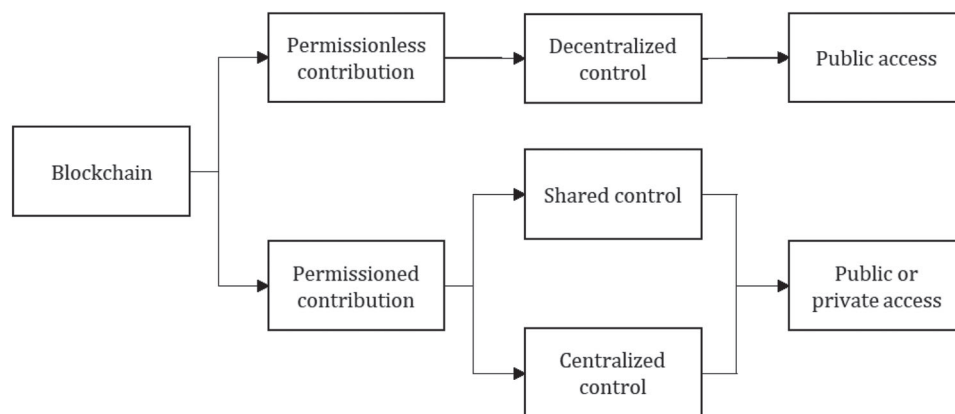 Permissionless
contribution
Decentralized
control
Public access
Blockchain
Shared control
Permissioned
contribution
Public or
private access
Centralized
control